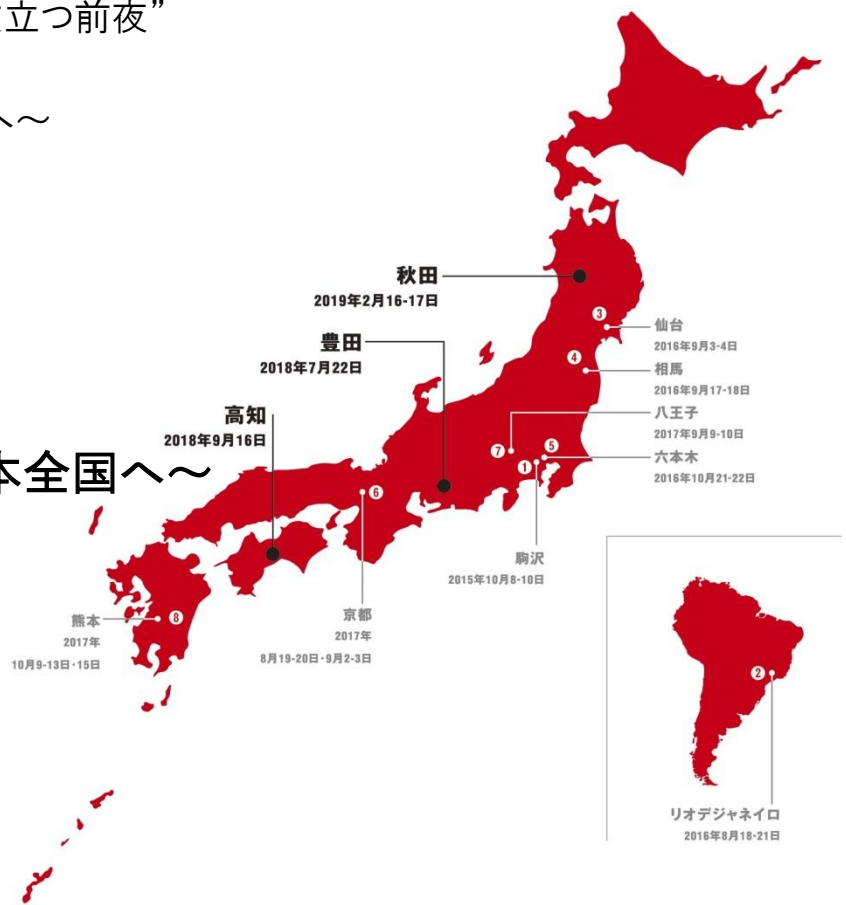 立つ前夜”
へ～
秋田
2019年2月16-17日
豊田
2018年7月22日
高知
2018年9月16日
本全国へ～
3
仙台
2016年9月3-4日
4
相馬
2016年9月17-18日
八王子
2017年9月9-10日
7
5
六本木
2016年10月21-22日
1
駒沢
2015年10月8-10日
6
京都
2017年
8月19-20日・9月2-3日
熊本
8
2017年
10月9-13日・15日
2
リオデジャネイロ
2016年8月18-21日